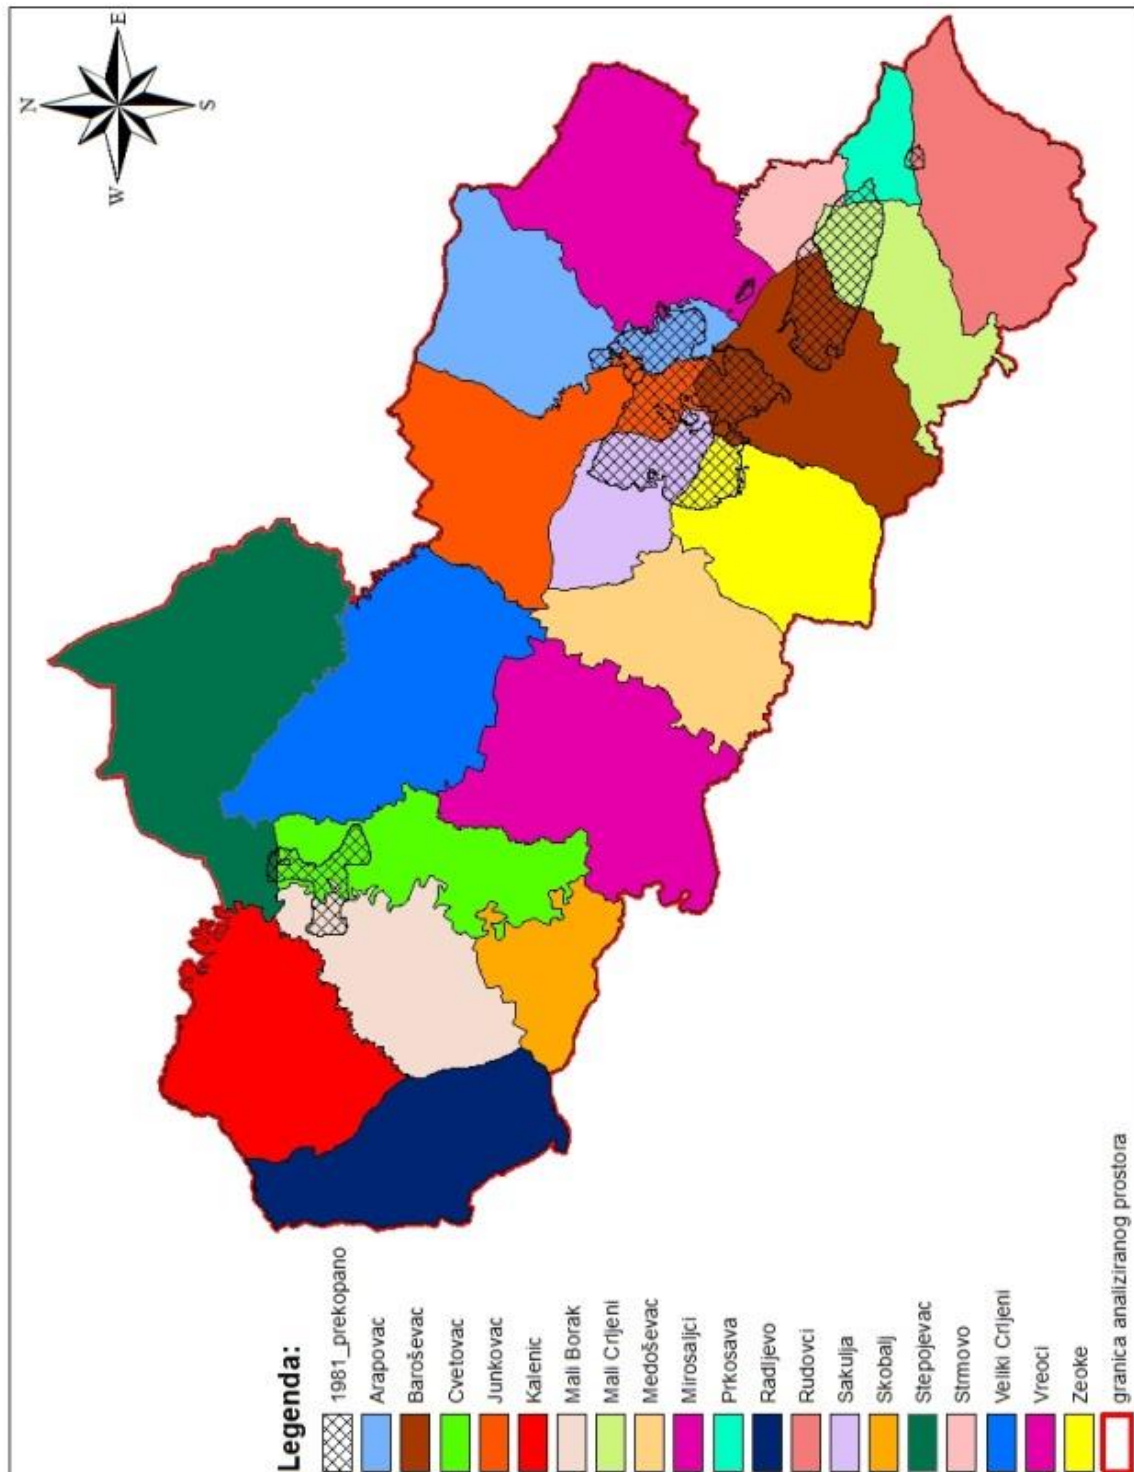 N
E
S
W
Legenda:
1981_prekopano
Arapovac
Baroševac
Cvetovac
Junkovac
Kalenic
Mali Borak
Mali Crljeni
Medoševac
Mirosaljci
Prkosava
Radljevo
Rudovci
Sakulja
Skobalj
Stepojevac
Strmovo
Veliki Crljeni
Vreoci
Zeoke
granica analiziranog prostora